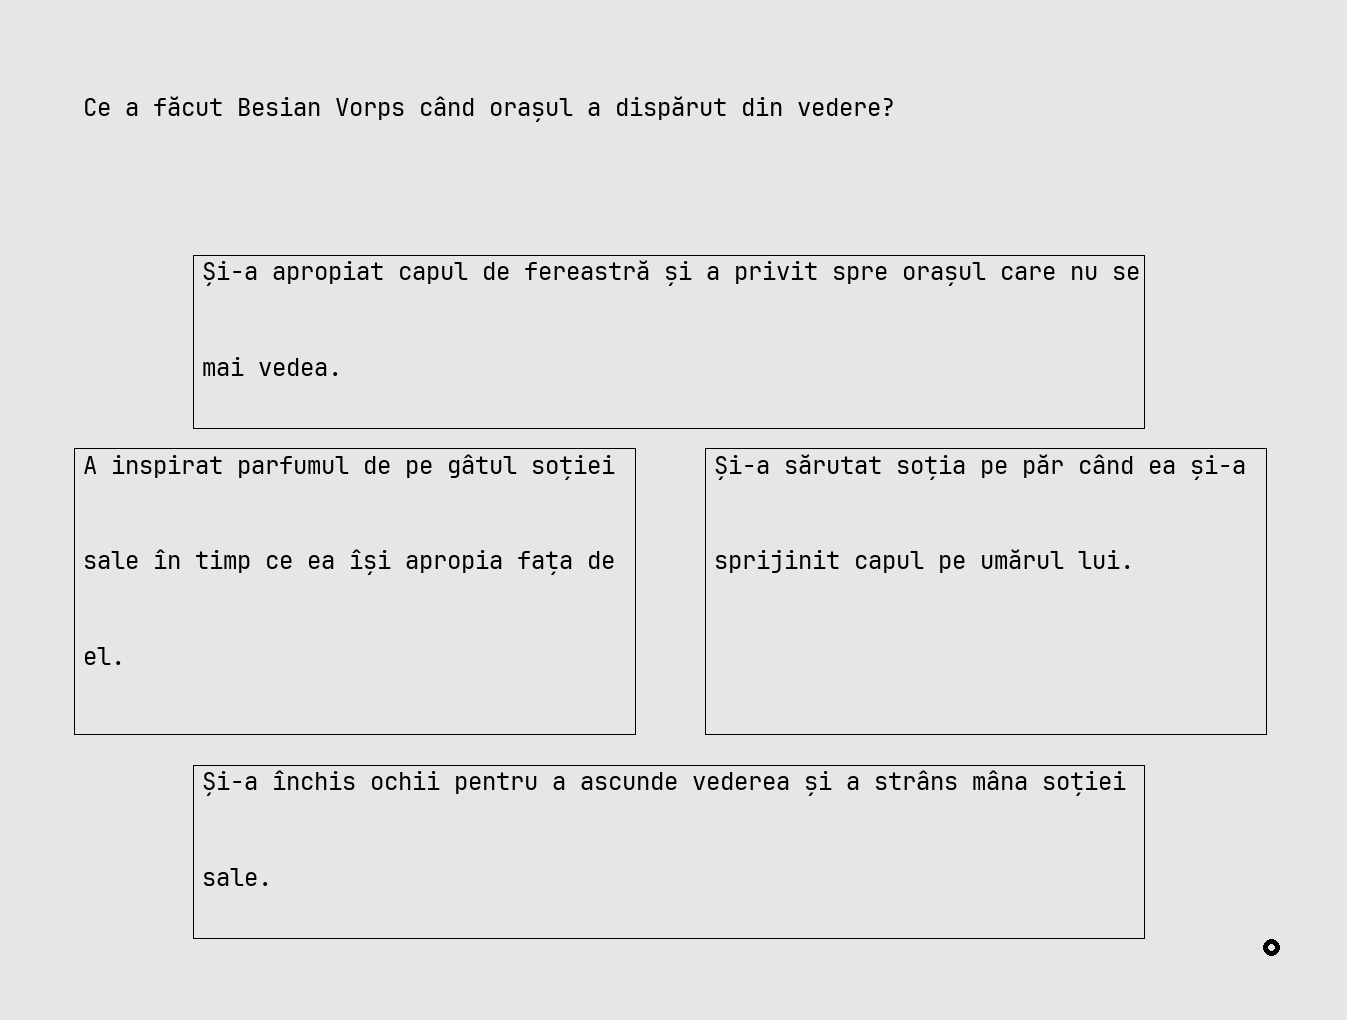 Ce a făcut Besian Vorps când orașul a dispărut din vedere?
Și-a apropiat capul de fereastră și a privit spre orașul care nu se
mai vedea.
A inspirat parfumul de pe gâtul soției
sale în timp ce ea își apropia fața de
el.
Și-a sărutat soția pe păr când ea și-a
sprijinit capul pe umărul lui.
Și-a închis ochii pentru a ascunde vederea și a strâns mâna soției
sale.